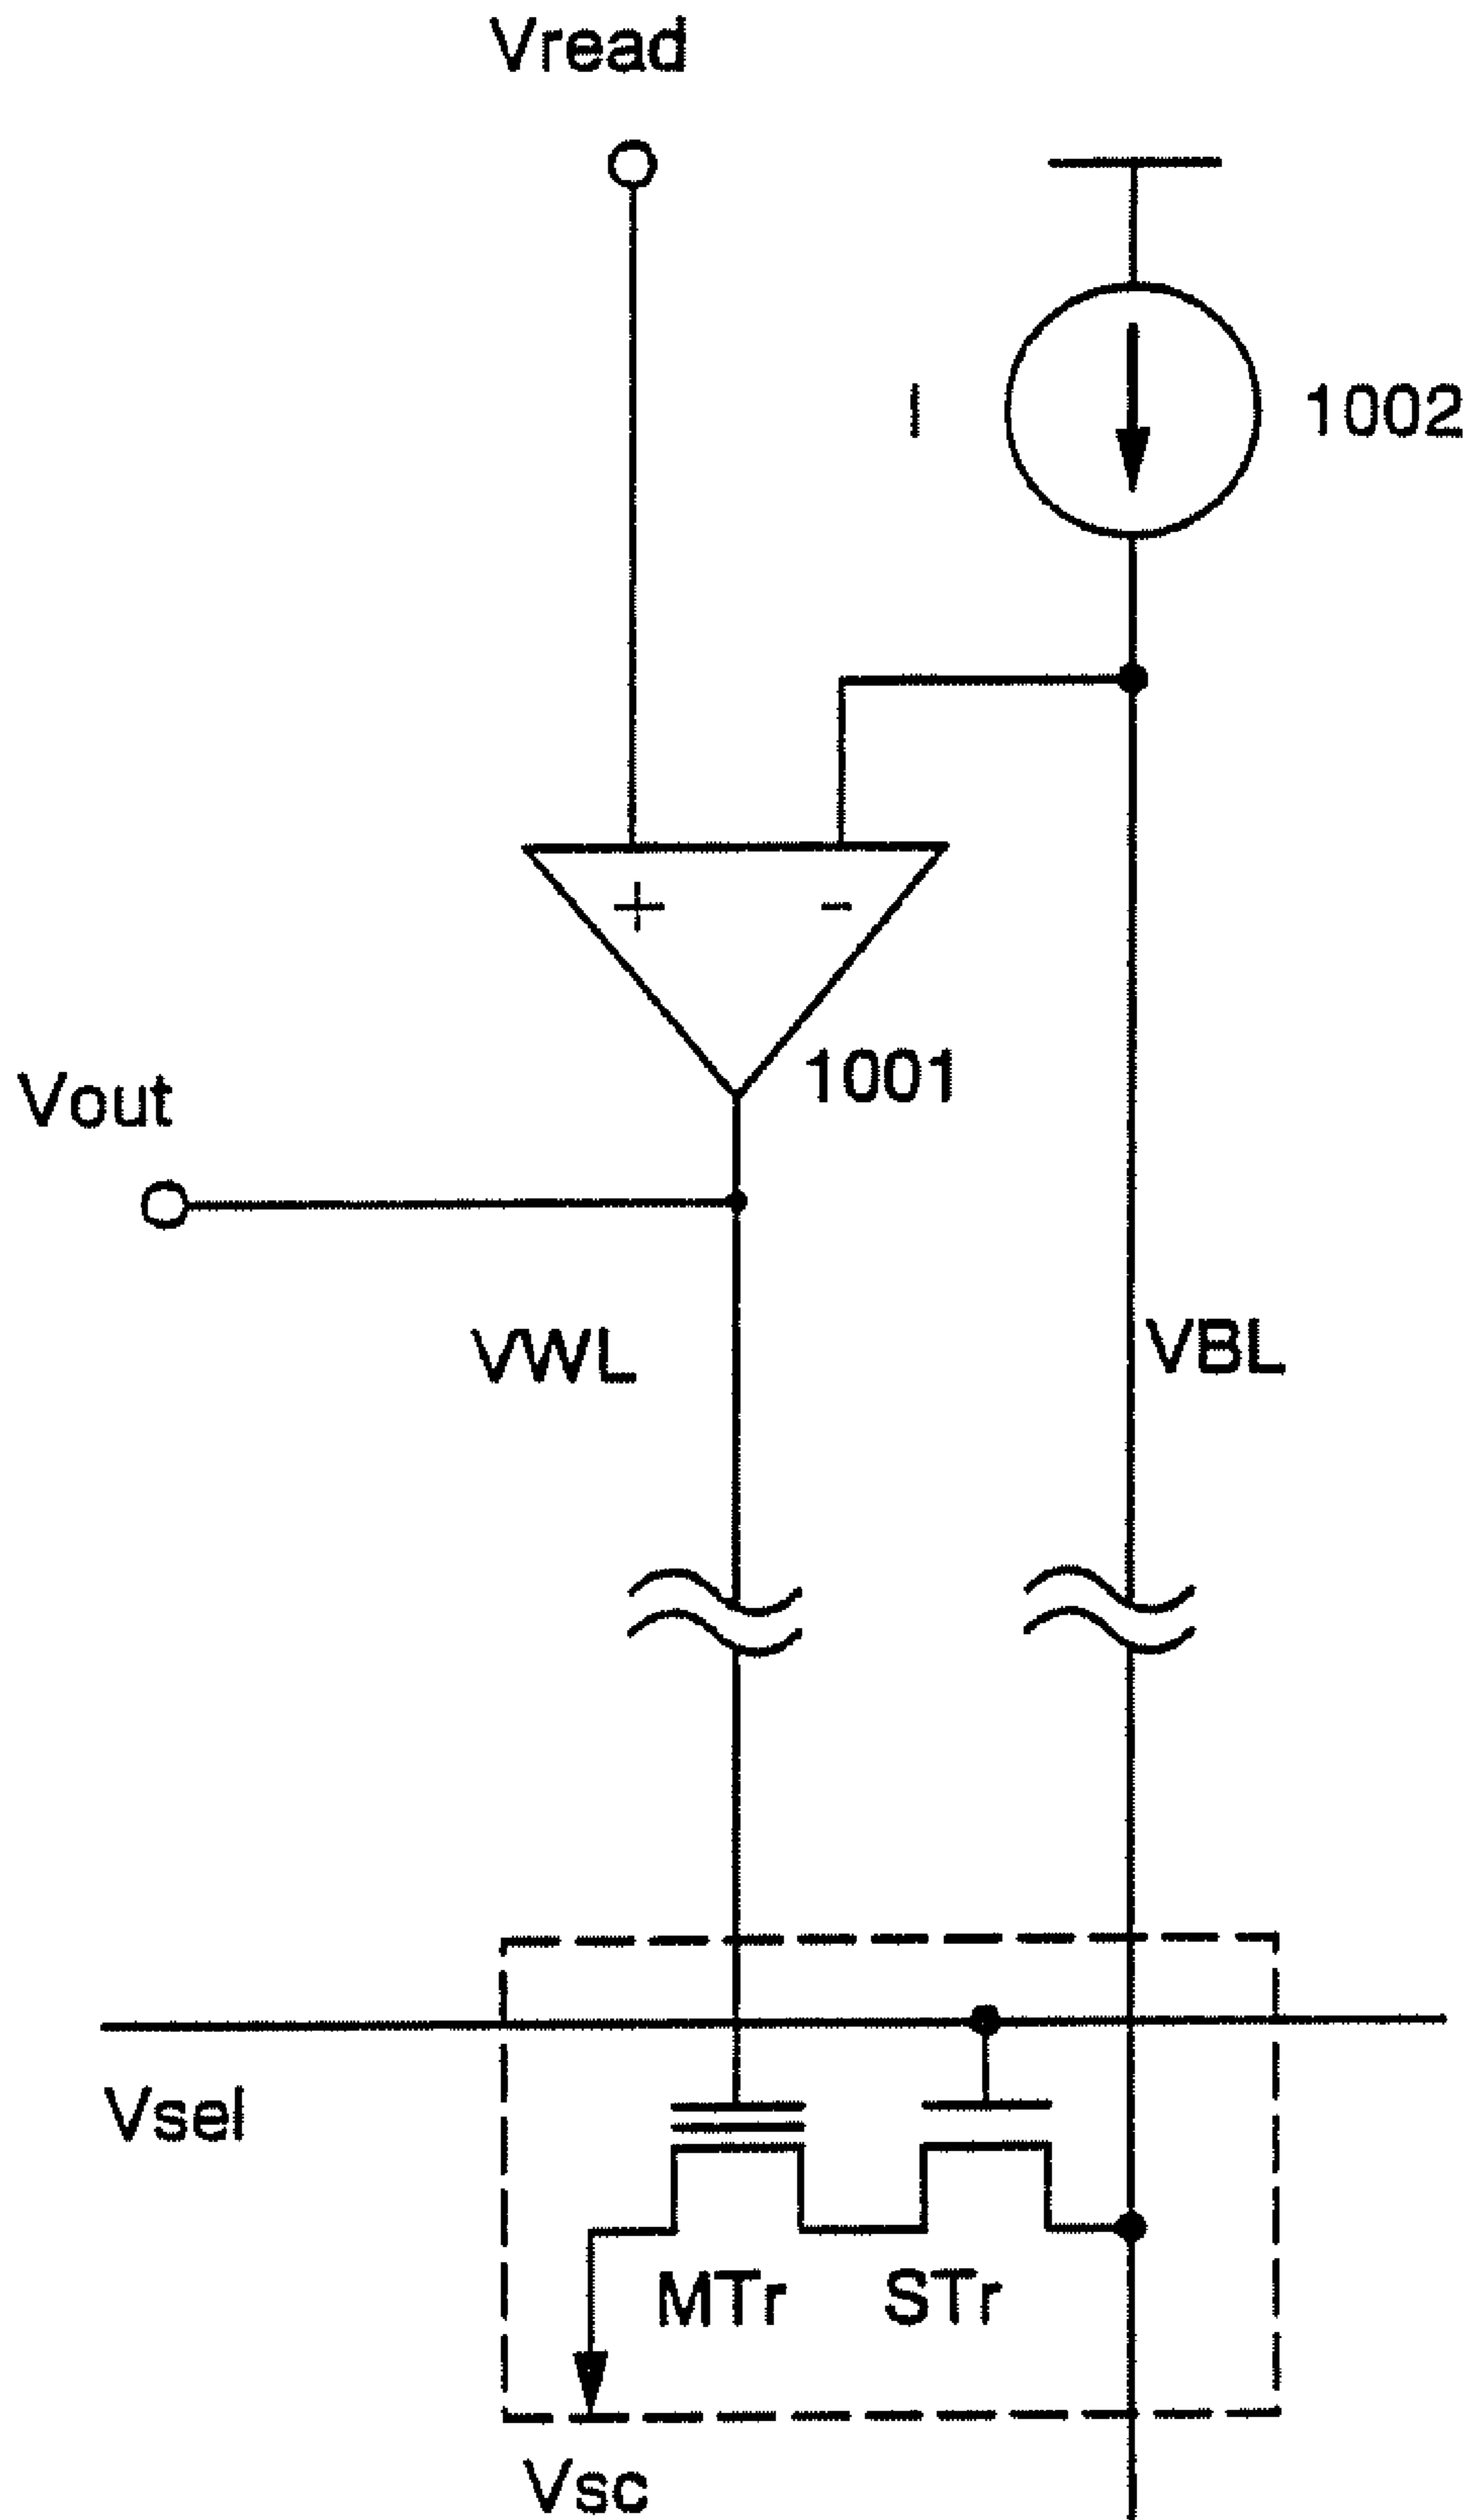 Vread
I
1002
+
-
1001
Vout
VWL
VBL
Vsel
MTr
STr
Vsc